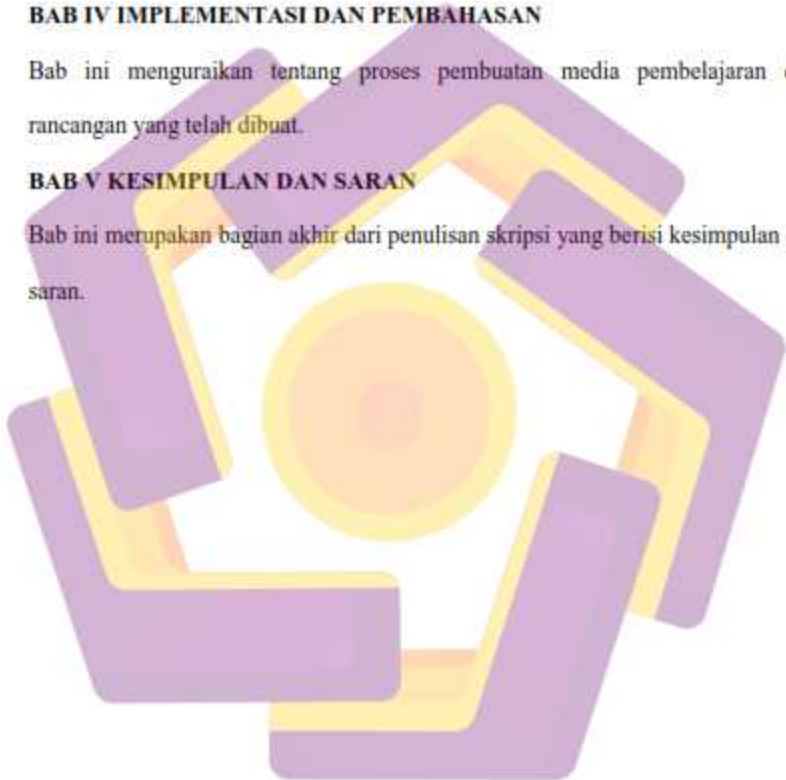 BAB IV IMPLEMENTASI DAN PEMBAHASAN
Bab ini menguraikan tentang proses pembuatan media pembelajaran
rancangan yang telah dibuat.
BAB V KESIMPULAN DAN SARAN
Bab ini merupakan bagian akhir dari penulisan skripsi yang berisi kesimpulan
saran.